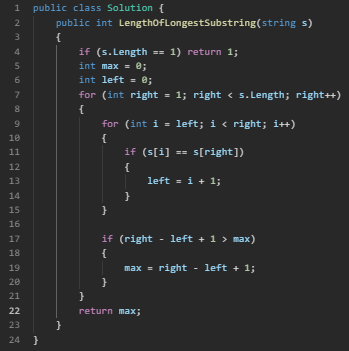 1 public class Solution {
2     public int LengthOfLongestSubstring(string s)
3     {
4         if (s.Length == 1) return 1;
5         int max = 0;
6         int left = 0;
7         for (int right = 1; right < s.Length; right++)
8         {
9             for (int i = left; i < right; i++)
10             {
11                 if (s[i] == s[right])
12                 {
13                     left = i + 1;
14                 }
15             }
16
17             if (right - left + 1 > max)
18             {
19                 max = right - left + 1;
20             }
21         }
22         return max;
23     }
24 }